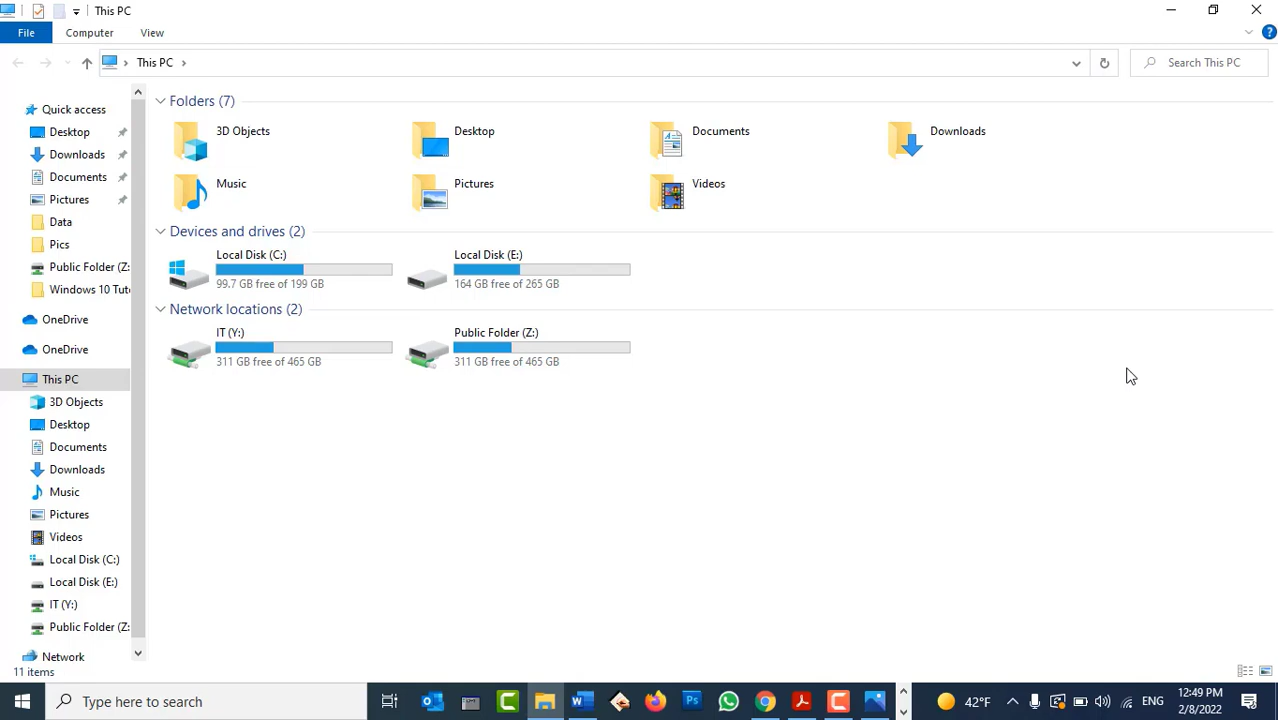 This PC
File
Computer
View
This PC
Search This PC
Quick access
Desktop
Downloads
Documents
Pictures
Data
Pics
Public Folder (Z:
Windows 10 Tut
OneDrive
OneDrive
This PC
3D Objects
Desktop
Documents
Downloads
Music
Pictures
Videos
Local Disk (C:)
Local Disk (E:)
IT (Y:)
Public Folder (Z:
Network
Folders (7)
3D Objects
Desktop
Documents
Downloads
Music
Pictures
Videos
Devices and drives (2)
Local Disk (C:)
99.7 GB free of 199 GB
Local Disk (E:)
164 GB free of 265 GB
Network locations (2)
IT (Y:)
311 GB free of 465 GB
Public Folder (Z:)
311 GB free of 465 GB
11 items
Type here to search
42°F
ENG
12:49 PM
2/8/2022